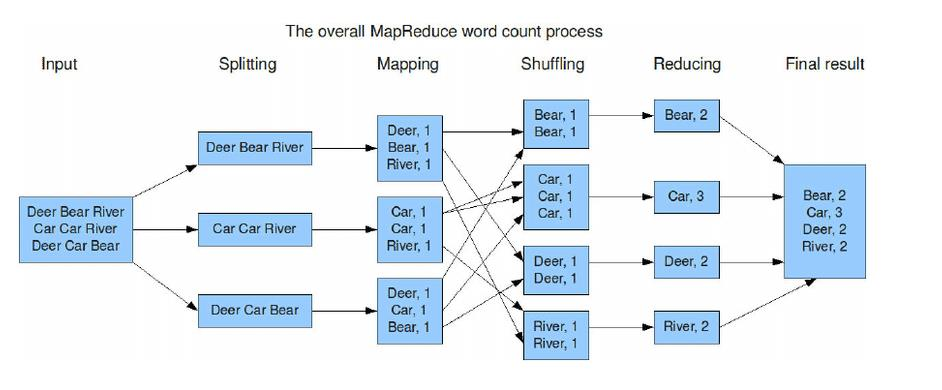 The overall MapReduce word count process
Input
Splitting
Mapping
Shuffling
Reducing
Final result
Deer Bear River
Car Car River
Deer Car Bear
Deer Bear River
Car Car River
Deer Car Bear
Deer, 1
Bear, 1
River, 1
Car, 1
Car, 1
River, 1
Deer, 1
Car, 1
Bear, 1
Bear, 1
Bear, 1
Car, 1
Car, 1
Car, 1
Deer, 1
Deer, 1
River, 1
River, 1
Bear, 2
Car, 3
Deer, 2
River, 2
Bear, 2
Car, 3
Deer, 2
River, 2